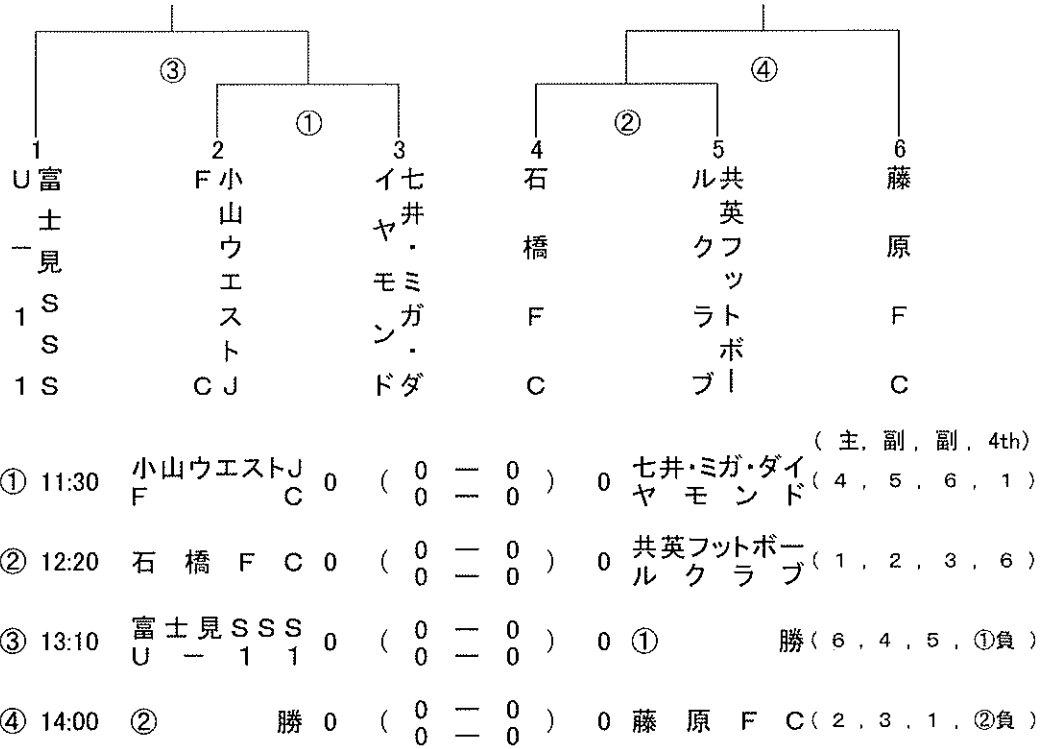 ③ ④
① ②
1 2 3 4 5 6
富士見SSS U-11
小山ウエストJFC
七井・ミガ・ダイヤモンド
石橋FC
共英フットボールクラブ
藤原FC
( 主, 副 , 副 , 4th)
① 11:30 小山ウエストJFC 0 ( 0 — 0 0 — 0 ) 0 七井・ミガ・ダイヤモンド ( 4 , 5 , 6 , 1 )
② 12:20 石橋FC 0 ( 0 — 0 0 — 0 ) 0 共英フットボールクラブ ( 1 , 2 , 3 , 6 )
③ 13:10 富士見SSS U-11 0 ( 0 — 0 0 — 0 ) 0 ① 勝 ( 6 , 4 , 5 , ①負 )
④ 14:00 ② 勝 0 ( 0 — 0 0 — 0 ) 0 藤原FC ( 2 , 3 , 1 , ②負 )